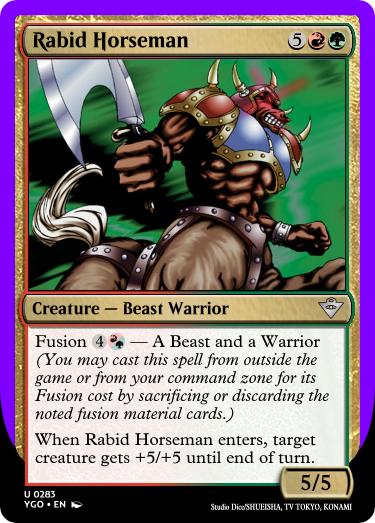 Rabid Horseman 5
Creature — Beast Warrior
Fusion 4 — A Beast and a Warrior
(You may cast this spell from outside
the game or from your command zone for its
Fusion cost by sacrificing or discarding the
noted fusion material cards.)
When Rabid Horseman enters, target
creature gets +5/+5 until end of turn.
5/5
U 0283
YGO • EN
Studio Dice/SHUEISHA, TV TOKYO, KONAMI